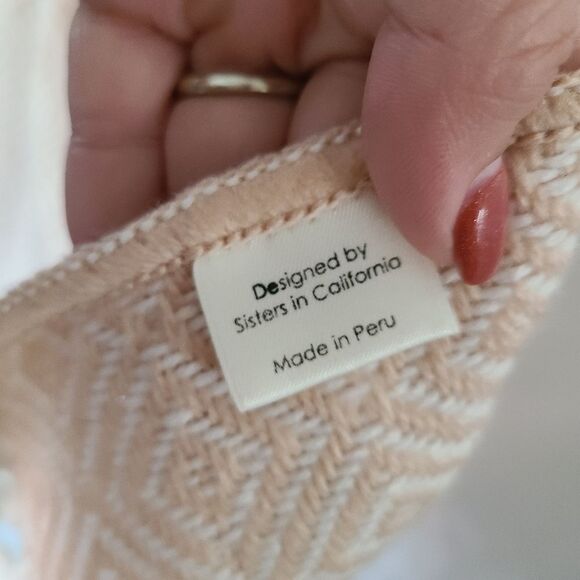 Designed by
Sisters in California
Made in Peru